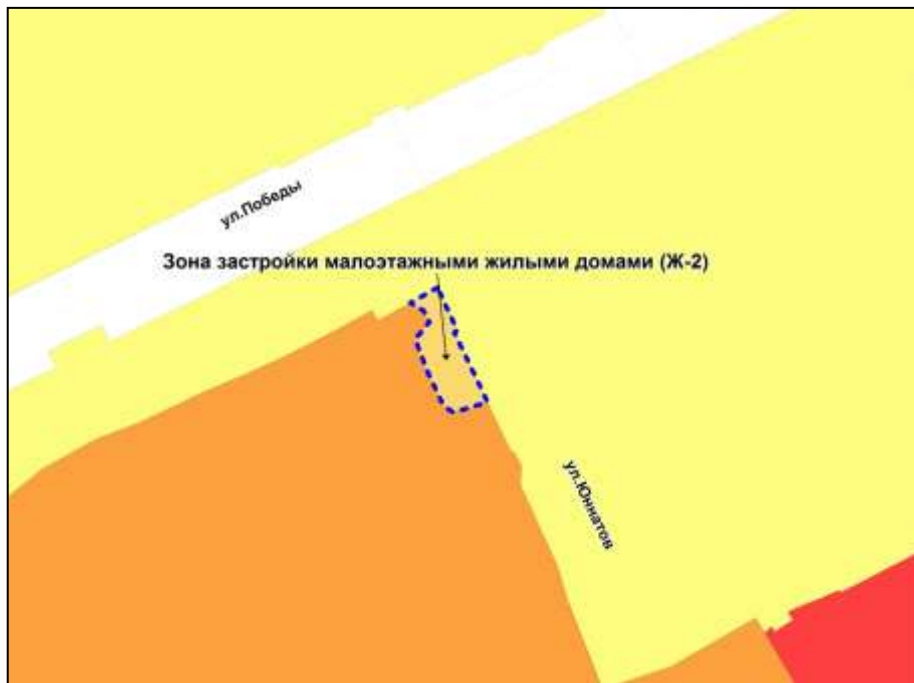 ул.Победы
Зона застройки малоэтажными жилыми домами (Ж-2)
ул.Юннатов